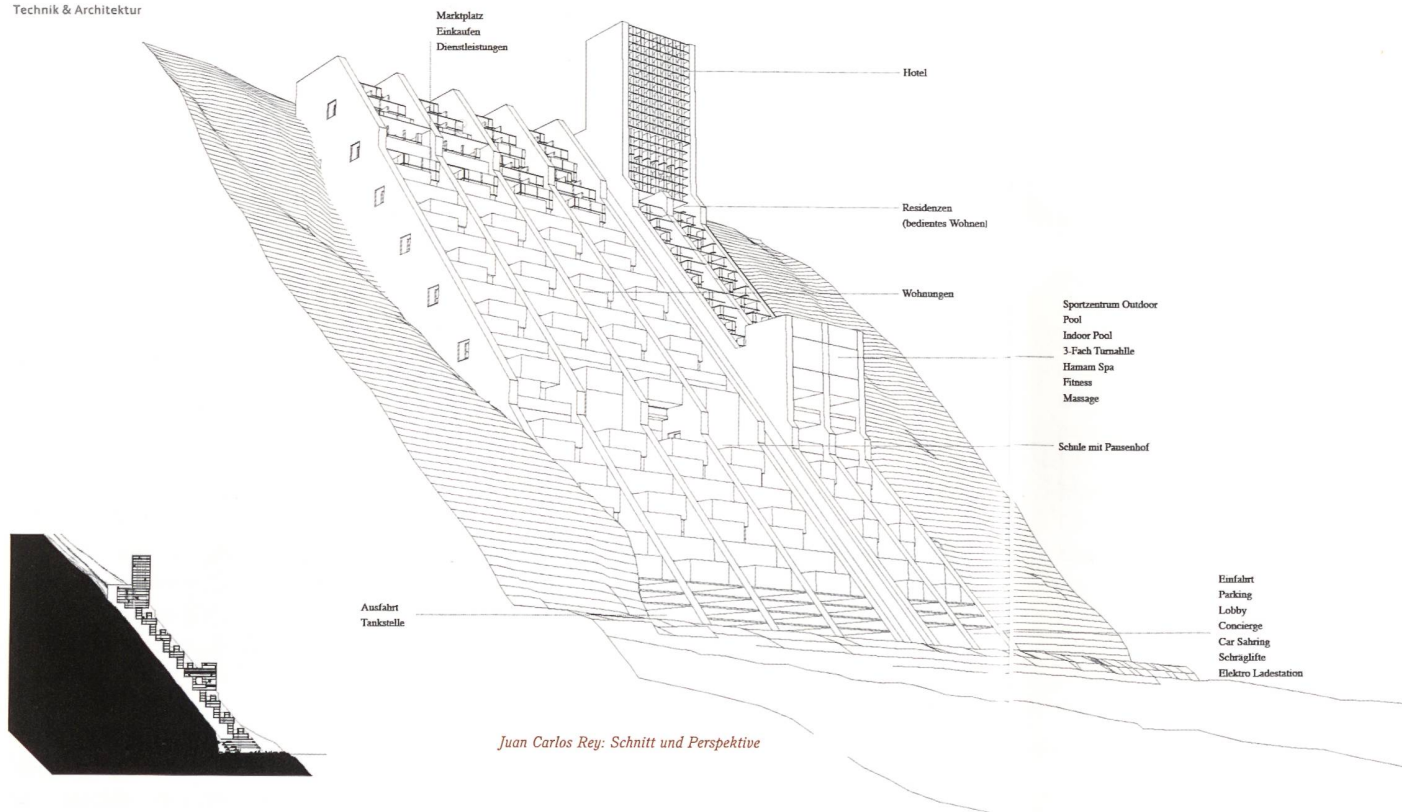 Technik & Architektur
Marktplatz
Einkaufen
Dienstleistungen
Hotel
Residenzen
(bedientes Wohnen)
Wohnungen
Sportzentrum Outdoor
Pool
Indoor Pool
3-Fach Turnahlle
Hamam Spa
Fitness
Massage
Schule mit Pausenhof
Ausfahrt
Tankstelle
Einfahrt
Parking
Lobby
Concierge
Car Sahring
Schräglifte
Elektro Ladestation
Juan Carlos Rey: Schnitt und Perspektive